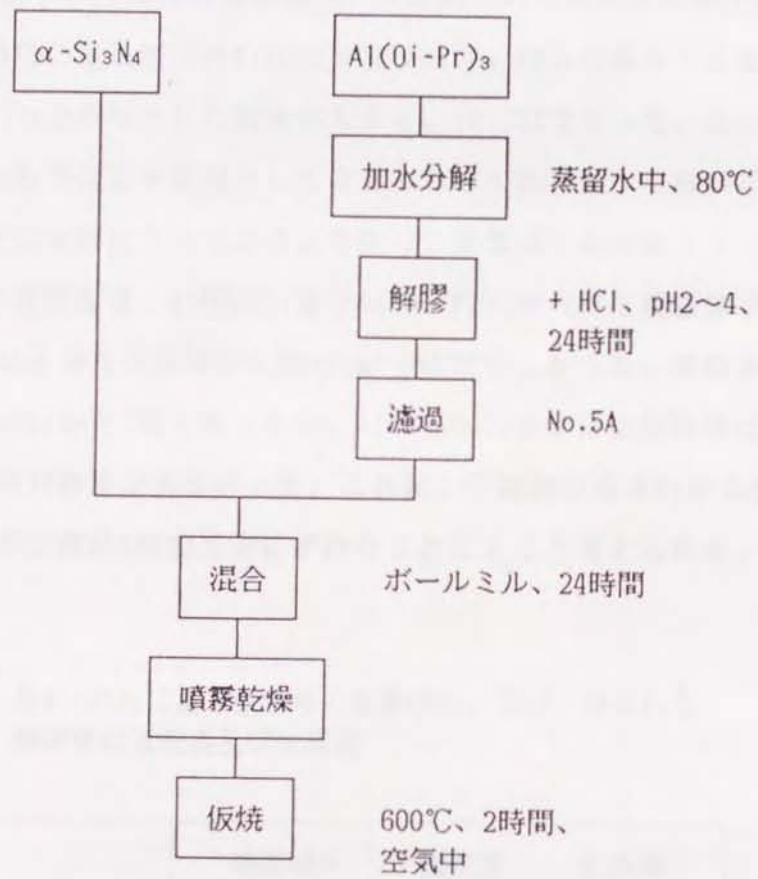 α-Si₃N₄
Al(Oi-Pr)₃
加水分解 蒸留水中、80℃
解膠 + HCl、pH2～4、
24時間
濾過 No.5A
混合 ボールミル、24時間
噴霧乾燥
仮焼 600℃、2時間、
空気中